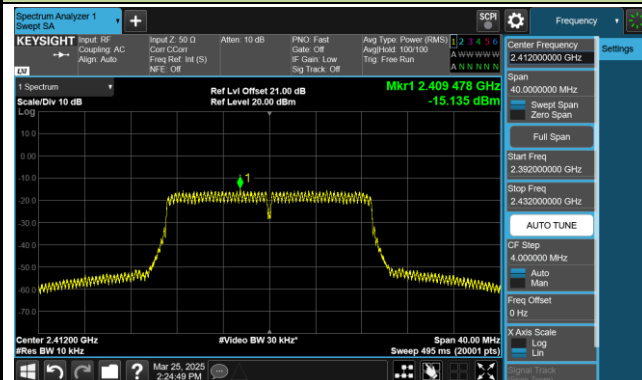 Spectrum Analyzer 1
Swept SA
SCPI
Frequency
KEYSIGHT
Input: RF
Coupling: AC
Align: Auto
Input Z: 50 Ω
Corr CCorr
Freq Ref: Int (S)
NFE: Off
Atten: 10 dB
PNO: Fast
Gate: Off
IF Gain: Low
Sig Track: Off
Avg Type: Power (RMS)
Avg|Hold: 100/100
Trig: Free Run
1 2 3 4 5 6
A W W W W W
A N N N N N
LXI
1 Spectrum
Scale/Div 10 dB
Ref Lvl Offset 21.00 dB
Ref Level 20.00 dBm
Mkr1 2.409 478 GHz
-15.135 dBm
Log
10.0
0.00
-10.0
-20.0
-30.0
-40.0
-50.0
-60.0
-70.0
1
Center 2.41200 GHz
#Res BW 10 kHz
#Video BW 30 kHz*
Span 40.00 MHz
Sweep 495 ms (20001 pts)
Mar 25, 2025
2:24:49 PM
Center Frequency
2.412000000 GHz
Settings
Span
40.0000000 MHz
Swept Span
Zero Span
Full Span
Start Freq
2.392000000 GHz
Stop Freq
2.432000000 GHz
AUTO TUNE
CF Step
4.000000 MHz
Auto
Man
Freq Offset
0 Hz
X Axis Scale
Log
Lin
Signal Track